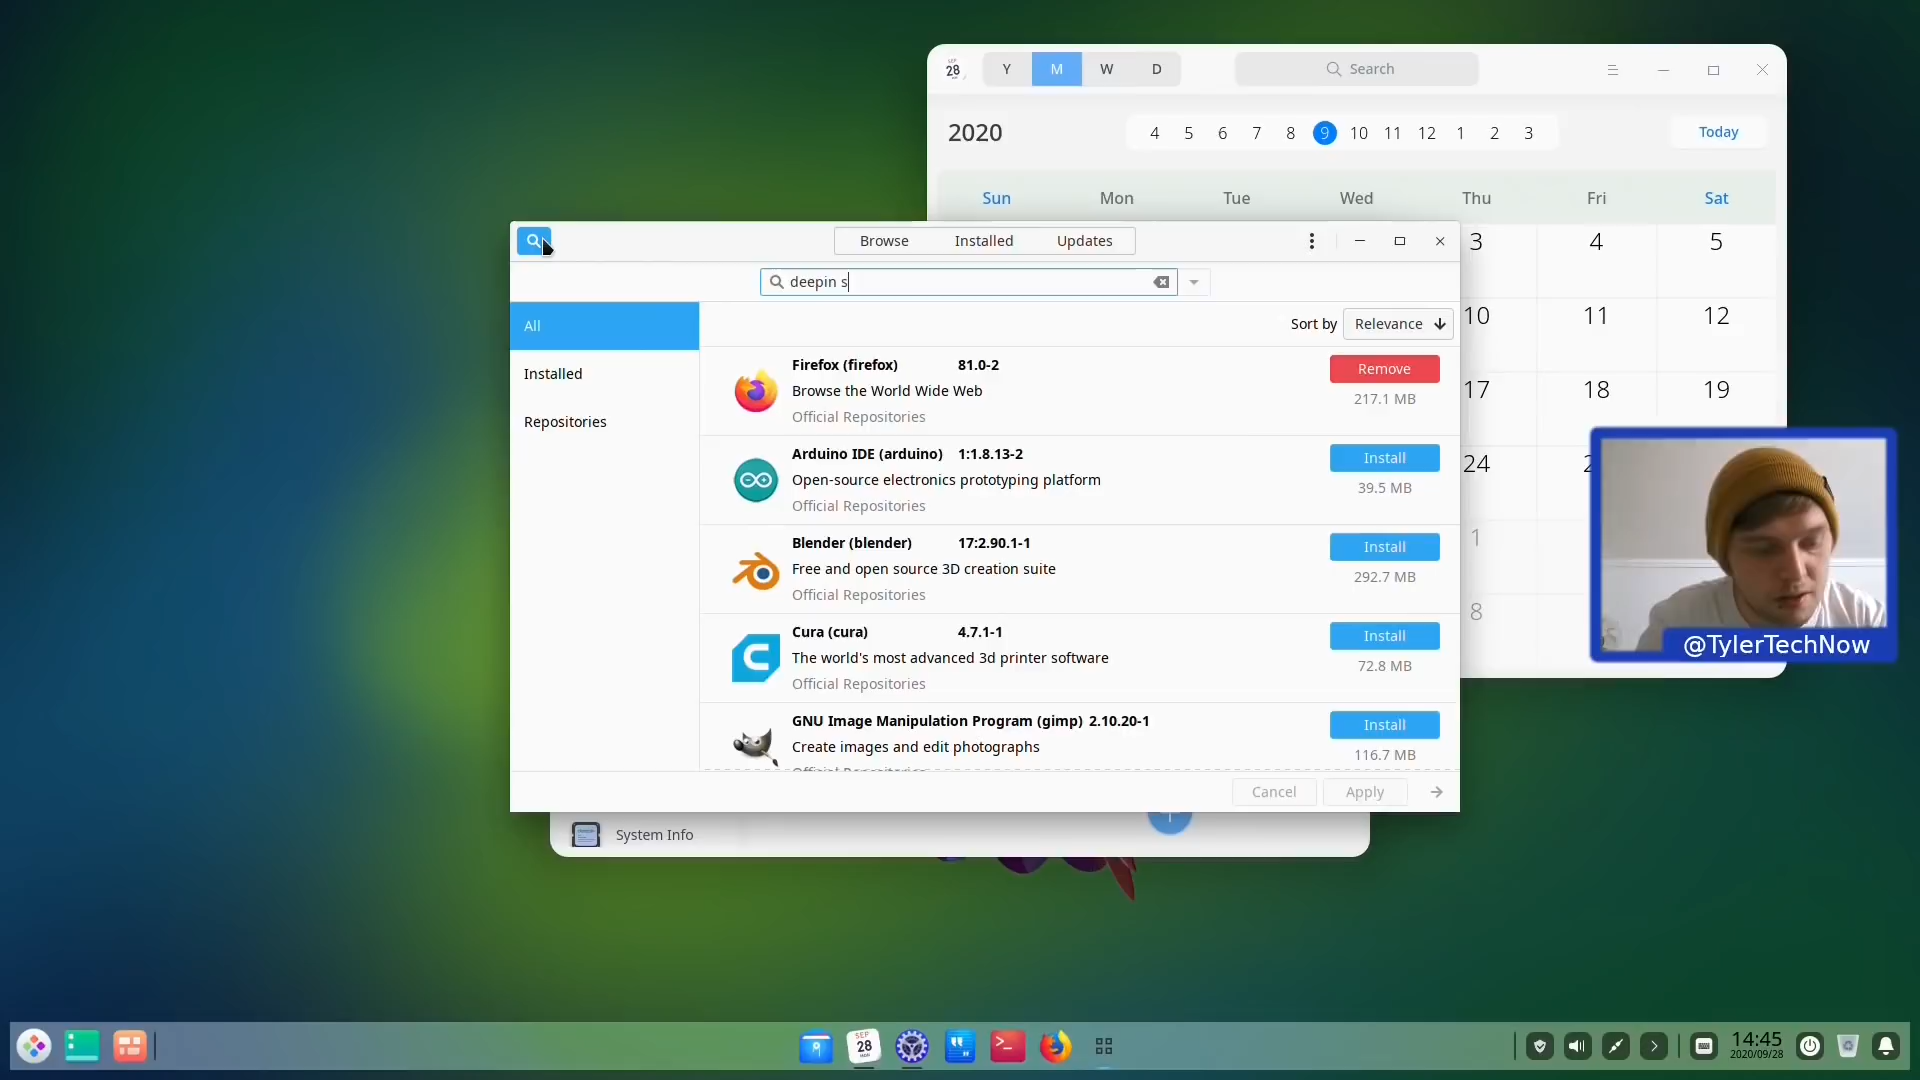 SEP
28
Y
M
W
D
Search
2020
4 5 6 7 8 9 10 11 12 1 2 3
Today
Sun Mon Tue Wed Thu Fri Sat
3 4 5
10 11 12
17 18 19
24
1
8
Browse
Installed
Updates
deepin s
All
Installed
Repositories
Sort by
Relevance
Firefox (firefox) 81.0-2
Browse the World Wide Web
Official Repositories
Remove
217.1 MB
Arduino IDE (arduino) 1:1.8.13-2
Open-source electronics prototyping platform
Official Repositories
Install
39.5 MB
Blender (blender) 17:2.90.1-1
Free and open source 3D creation suite
Official Repositories
Install
292.7 MB
Cura (cura) 4.7.1-1
The world's most advanced 3d printer software
Official Repositories
Install
72.8 MB
GNU Image Manipulation Program (gimp) 2.10.20-1
Create images and edit photographs
Install
116.7 MB
Cancel
Apply
System Info
@TylerTechNow
SEP
28
14:45
2020/09/28